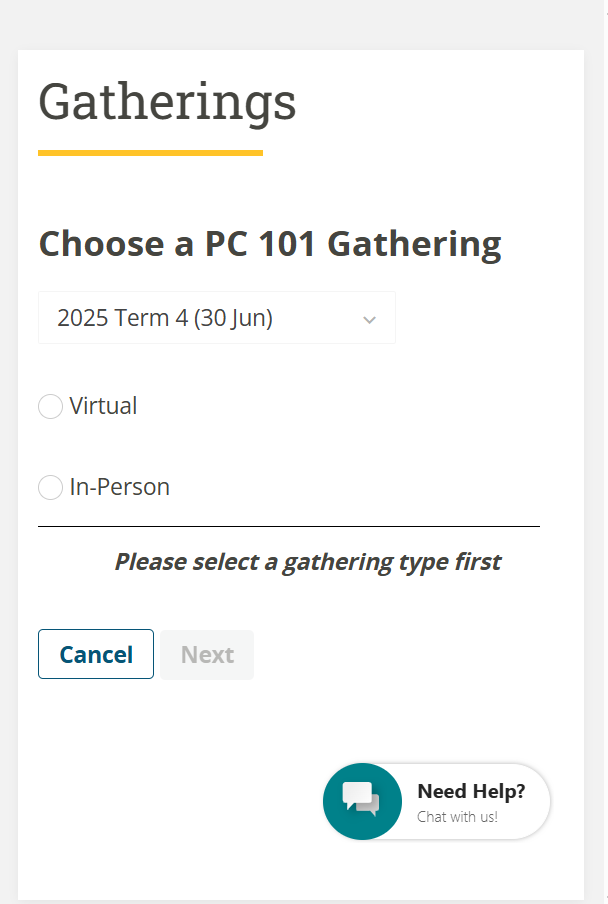 Gatherings
Choose a PC 101 Gathering
2025 Term 4 (30 Jun)
Virtual
In-Person
Please select a gathering type first
Cancel Next
Need Help?
Chat with us!